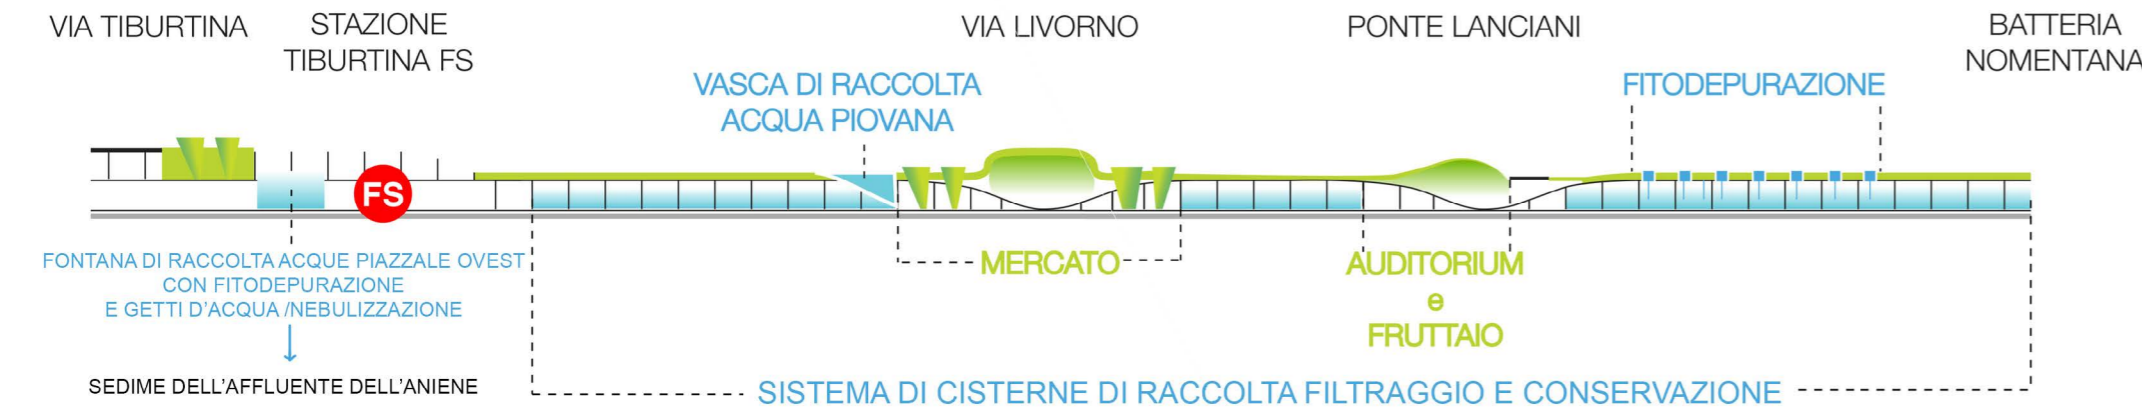 VIA TIBURTINA
STAZIONE
TIBURTINA FS
VIA LIVORNO
PONTE LANCIANI
BATTERIA
NOMENTANA
VASCA DI RACCOLTA
ACQUA PIOVANA
FITODEPURAZIONE
FS
FONTANA DI RACCOLTA ACQUE PIAZZALE OVEST
CON FITODEPURAZIONE
E GETTI D'ACQUA /NEBULIZZAZIONE
SEDIME DELL'AFFLUENTE DELL'ANIENE
MERCATO
AUDITORIUM
e
FRUTTAIO
SISTEMA DI CISTERNE DI RACCOLTA FILTRAGGIO E CONSERVAZIONE